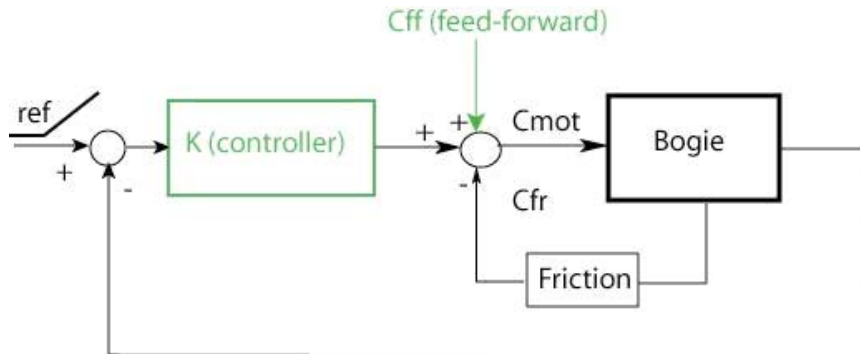 Cff (feed-forward)
ref
K (controller)
+
+
Cmot
Bogie
+
-
-
Cfr
Friction